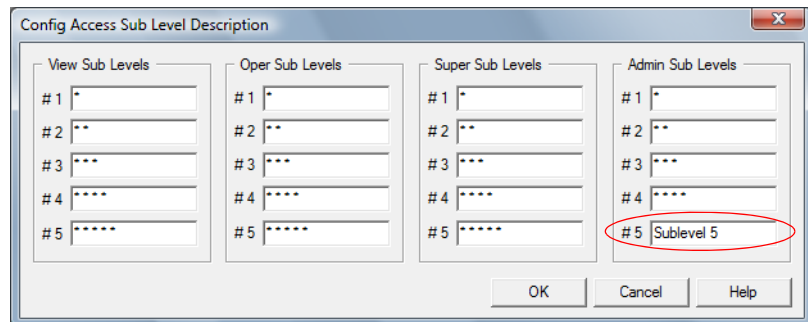 Config Access Sub Level Description
View Sub Levels Oper Sub Levels Super Sub Levels Admin Sub Levels
# 1 * # 1 * # 1 * # 1 *
# 2 ** # 2 ** # 2 ** # 2 **
# 3 *** # 3 *** # 3 *** # 3 ***
# 4 **** # 4 **** # 4 **** # 4 ****
# 5 ***** # 5 ***** # 5 ***** # 5 Sublevel 5
OK Cancel Help